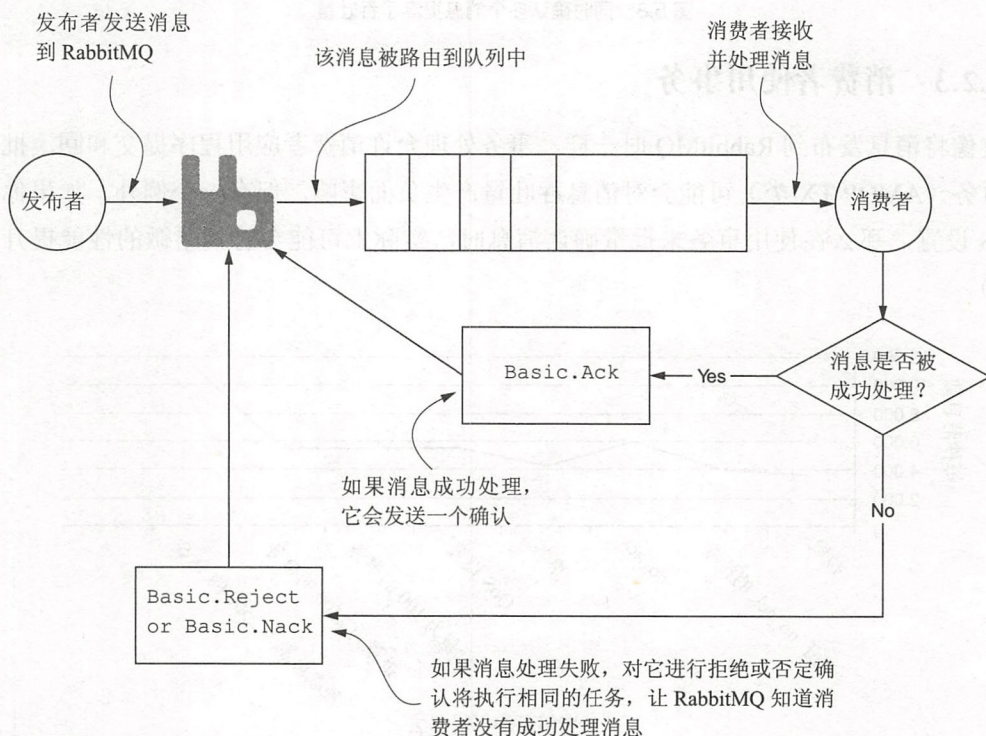 发布者发送消息
到 RabbitMQ
该消息被路由到队列中
消费者接收
并处理消息
发布者
消费者
消息是否被
成功处理?
Yes
Basic.Ack
如果消息成功处理,
它会发送一个确认
No
Basic.Reject
or Basic.Nack
如果消息处理失败,对它进行拒绝或否定确
认将执行相同的任务,让 RabbitMQ 知道消
费者没有成功处理消息